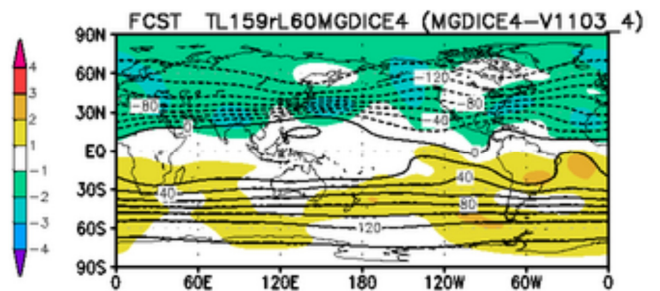 FCST TL159rL60MGDICE4 (MGDICE4-V1103_4)
90N
60N
30N
EQ
30S
60S
90S
4
3
2
1
-1
-2
-3
-4
-120
-80
-80
-40
0
0
40
40
80
120
0 60E 120E 180 120W 60W 0